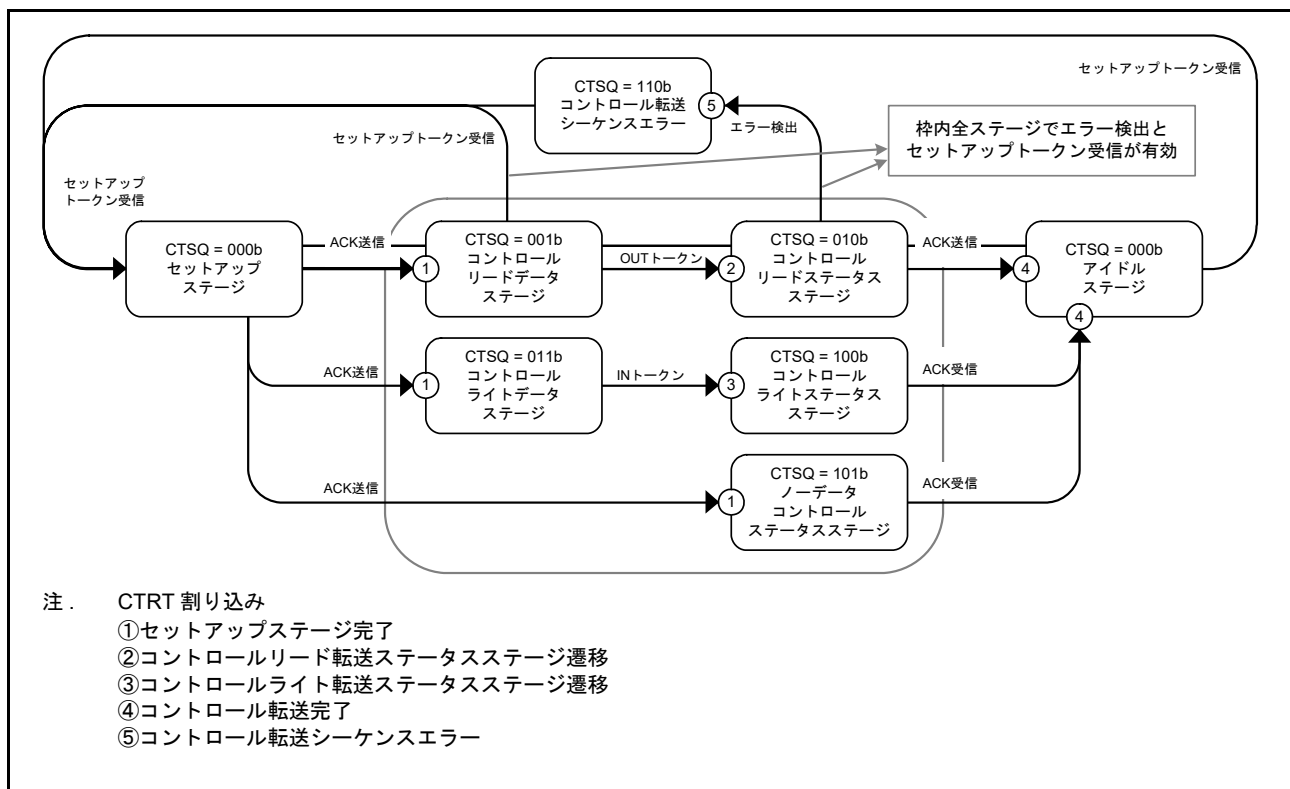 セットアップトークン受信
CTSQ = 110b
コントロール転送
シーケンスエラー
⑤
エラー検出
セットアップトークン受信
枠内全ステージでエラー検出と
セットアップトークン受信が有効
セットアップ
トークン受信
CTSQ = 000b
セットアップ
ステージ
ACK送信
①
CTSQ = 001b
コントロール
リードデータ
ステージ
OUTトークン
②
CTSQ = 010b
コントロール
リードステータス
ステージ
ACK送信
④
CTSQ = 000b
アイドル
ステージ
④
ACK送信
①
CTSQ = 011b
コントロール
ライトデータ
ステージ
INトークン
③
CTSQ = 100b
コントロール
ライトステータス
ステージ
ACK受信
ACK送信
①
CTSQ = 101b
ノーデータ
コントロール
ステータスステージ
ACK受信
注 . CTRT 割り込み
①セットアップステージ完了
②コントロールリード転送ステータスステージ遷移
③コントロールライト転送ステータスステージ遷移
④コントロール転送完了
⑤コントロール転送シーケンスエラー